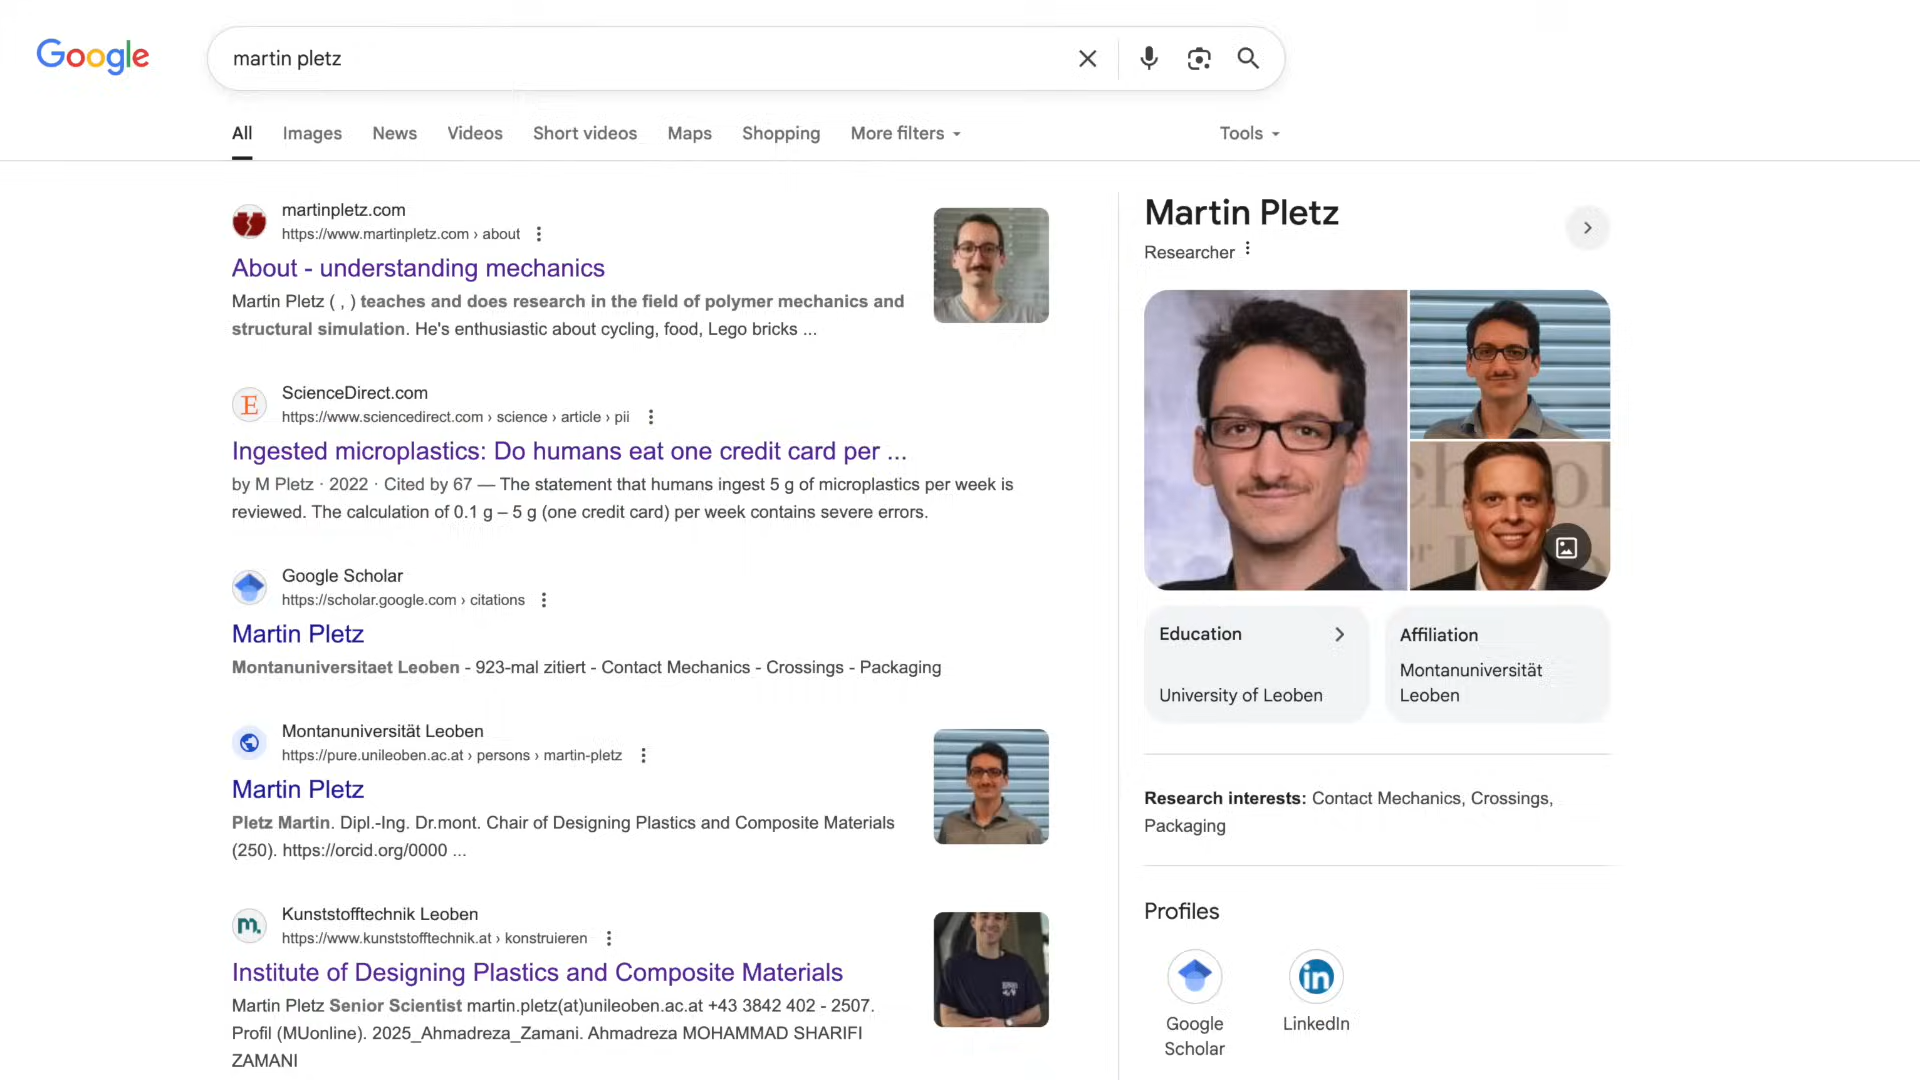 Google
martin pletz
All
Images
News
Videos
Short videos
Maps
Shopping
More filters
Tools
martinpletz.com
https://www.martinpletz.com › about
About - understanding mechanics
Martin Pletz ( , ) teaches and does research in the field of polymer mechanics and
structural simulation. He's enthusiastic about cycling, food, Lego bricks ...
ScienceDirect.com
https://www.sciencedirect.com › science › article › pii
Ingested microplastics: Do humans eat one credit card per ...
by M Pletz · 2022 · Cited by 67 — The statement that humans ingest 5 g of microplastics per week is
reviewed. The calculation of 0.1 g – 5 g (one credit card) per week contains severe errors.
Google Scholar
https://scholar.google.com › citations
Martin Pletz
Montanuniversitaet Leoben - 923-mal zitiert - Contact Mechanics - Crossings - Packaging
Montanuniversität Leoben
https://pure.unileoben.ac.at › persons › martin-pletz
Martin Pletz
Pletz Martin. Dipl.-Ing. Dr.mont. Chair of Designing Plastics and Composite Materials
(250). https://orcid.org/0000 ...
m.
Kunststofftechnik Leoben
https://www.kunststofftechnik.at › konstruieren
Institute of Designing Plastics and Composite Materials
Martin Pletz Senior Scientist martin.pletz(at)unileoben.ac.at +43 3842 402 - 2507.
Profil (MUonline). 2025_Ahmadreza_Zamani. Ahmadreza MOHAMMAD SHARIFI
ZAMANI
Martin Pletz
Researcher
Education
University of Leoben
Affiliation
Montanuniversität
Leoben
Research interests: Contact Mechanics, Crossings,
Packaging
Profiles
in
Google
Scholar
LinkedIn